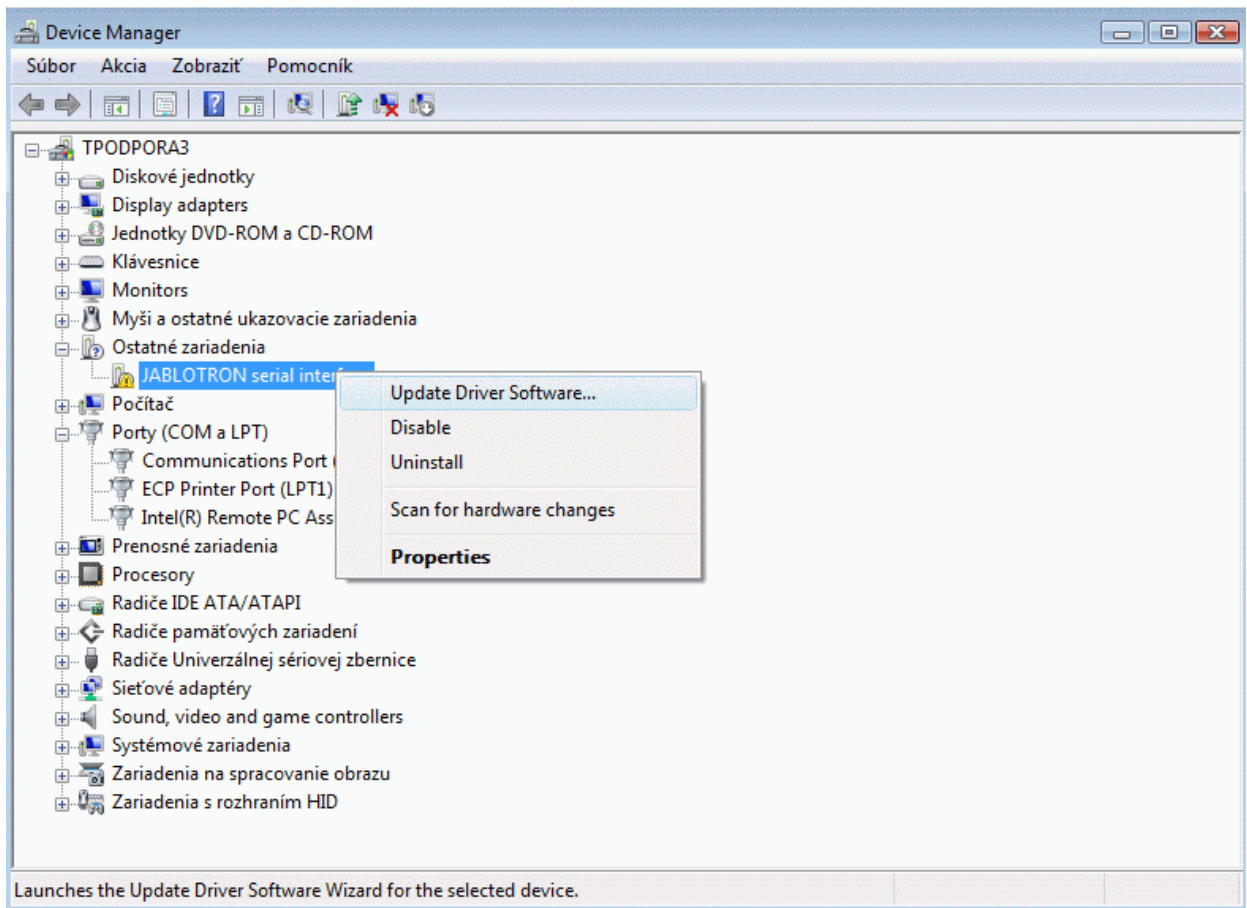 Device Manager
Súbor Akcia Zobraziť Pomocník
TPODPORA3
Diskové jednotky
Display adapters
Jednotky DVD-ROM a CD-ROM
Klávesnice
Monitors
Myši a ostatné ukazovacie zariadenia
Ostatné zariadenia
JABLOTRON serial
Update Driver Software...
Počítač
Disable
Porty (COM a LPT)
Communications Port
Uninstall
ECP Printer Port (LPT1)
Intel(R) Remote PC
Scan for hardware changes
Prenosné zariadenia
Properties
Procesory
Radiče IDE ATA/ATAPI
Radiče pamäťových zariadení
Radiče Univerzálnej sériovej zbernice
Sieťové adaptéry
Sound, video and game controllers
Systémové zariadenia
Zariadenia na spracovanie obrazu
Zariadenia s rozhraním HID
Launches the Update Driver Software Wizard for the selected device.